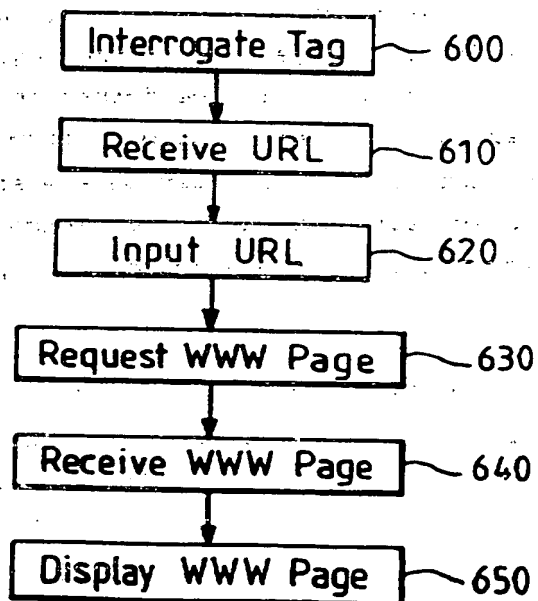 Interrogate Tag 600
Receive URL 610
Input URL 620
Request WWW Page 630
Receive WWW Page 640
Display WWW Page 650